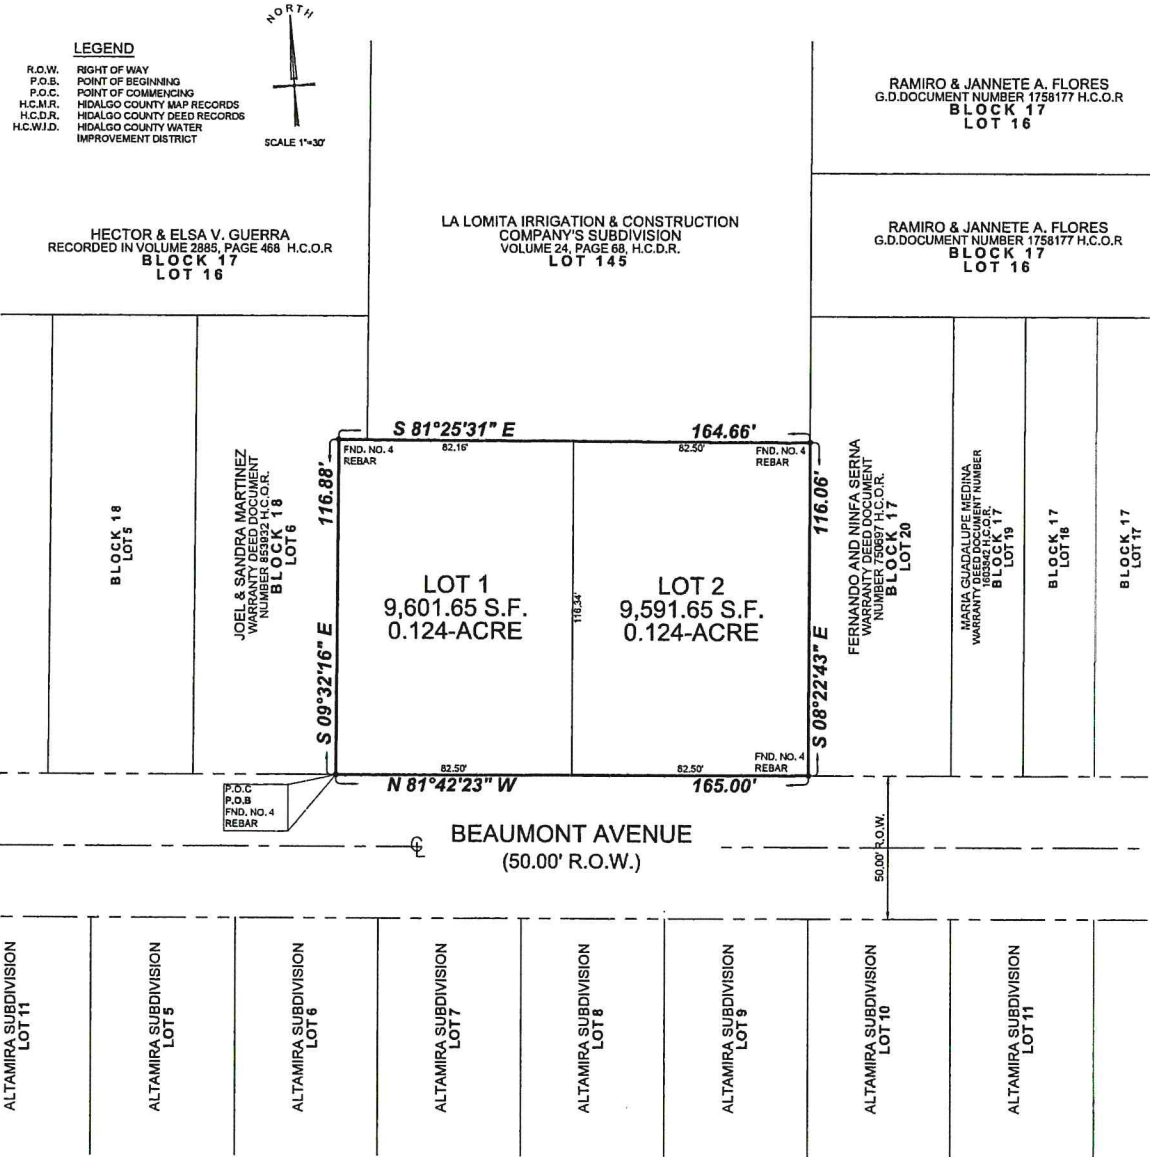 NORTH
SCALE 1"=30'
LEGEND
R.O.W. RIGHT OF WAY
P.O.B. POINT OF BEGINNING
P.O.C. POINT OF COMMENCING
H.C.M.R. HIDALGO COUNTY MAP RECORDS
H.C.D.R. HIDALGO COUNTY DEED RECORDS
H.C.W.I.D. HIDALGO COUNTY WATER
IMPROVEMENT DISTRICT
RAMIRO & JANNETE A. FLORES
G.D.DOCUMENT NUMBER 1758177 H.C.O.R
BLOCK 17
LOT 16
HECTOR & ELSA V. GUERRA
RECORDED IN VOLUME 2885, PAGE 468 H.C.O.R
BLOCK 17
LOT 16
LA LOMITA IRRIGATION & CONSTRUCTION
COMPANY'S SUBDIVISION
VOLUME 24, PAGE 68, H.C.D.R.
LOT 145
RAMIRO & JANNETE A. FLORES
G.D.DOCUMENT NUMBER 1758177 H.C.O.R
BLOCK 17
LOT 16
S 81°25'31" E
164.66'
82.16'
82.50'
FND. NO. 4
REBAR
FND. NO. 4
REBAR
BLOCK 18
LOT 5
JOEL & SANDRA MARTINEZ
WARRANTY DEED DOCUMENT
NUMBER 853932 H.C.O.R.
BLOCK 18
LOT 6
S 09°32'16" E
116.88'
LOT 1
9,601.65 S.F.
0.124-ACRE
116.34'
LOT 2
9,591.65 S.F.
0.124-ACRE
S 08°22'43" E
116.06'
FERNANDO AND NINFA SERNA
WARRANTY DEED DOCUMENT
NUMBER 750697 H.C.O.R.
BLOCK 17
LOT 20
MARIA GUADALUPE MEDINA
WARRANTY DEED DOCUMENT NUMBER
1603842 H.C.O.R.
BLOCK 17
LOT 19
BLOCK 17
LOT 18
BLOCK 17
LOT 17
82.50'
82.50'
FND. NO. 4
REBAR
N 81°42'23" W
165.00'
P.O.C
P.O.B
FND. NO. 4
REBAR
BEAUMONT AVENUE
(50.00' R.O.W.)
50.00' R.O.W.
ALTAMIRA SUBDIVISION
LOT 11
ALTAMIRA SUBDIVISION
LOT 5
ALTAMIRA SUBDIVISION
LOT 6
ALTAMIRA SUBDIVISION
LOT 7
ALTAMIRA SUBDIVISION
LOT 8
ALTAMIRA SUBDIVISION
LOT 9
ALTAMIRA SUBDIVISION
LOT 10
ALTAMIRA SUBDIVISION
LOT 11